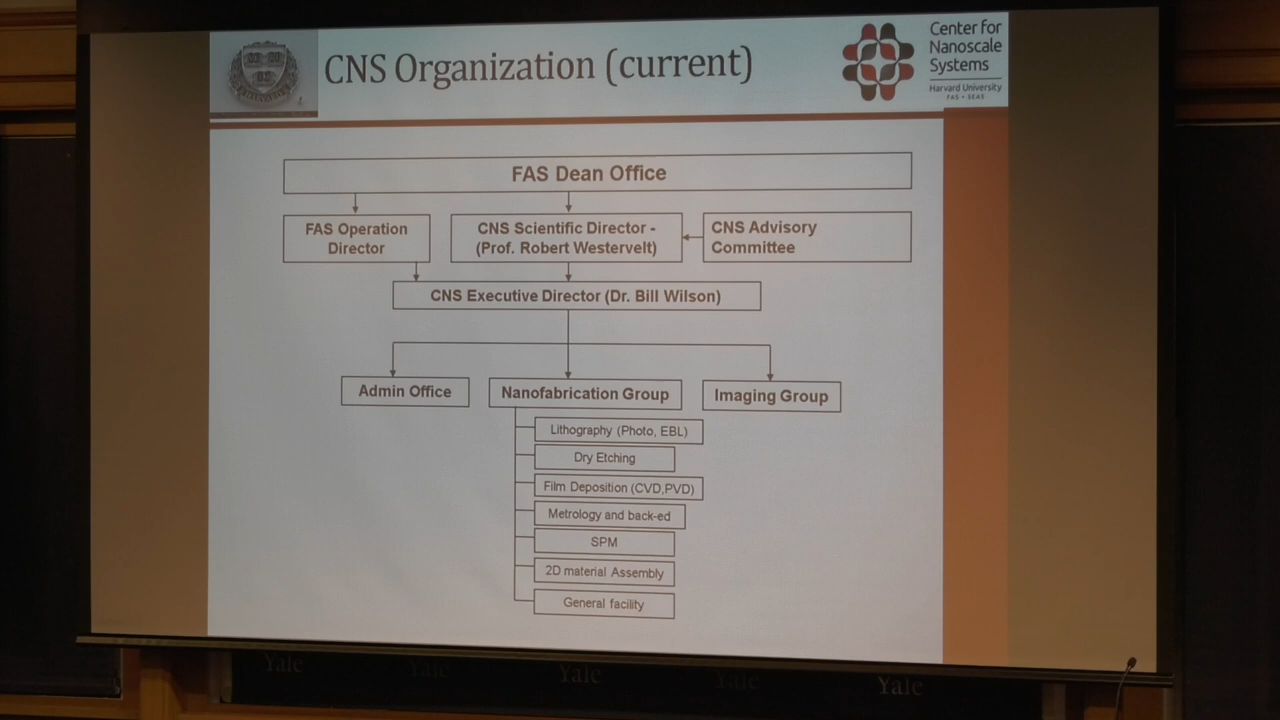 CNS Organization (current)
Center for
Nanoscale
Systems
Harvard University
FAS • SEAS
FAS Dean Office
FAS Operation
Director
CNS Scientific Director -
(Prof. Robert Westervelt)
CNS Advisory
Committee
CNS Executive Director (Dr. Bill Wilson)
Admin Office
Nanofabrication Group
Imaging Group
Lithography (Photo, EBL)
Dry Etching
Film Deposition (CVD,PVD)
Metrology and back-ed
SPM
2D material Assembly
General facility
Yale
Yale
Yale
Yale
Yale